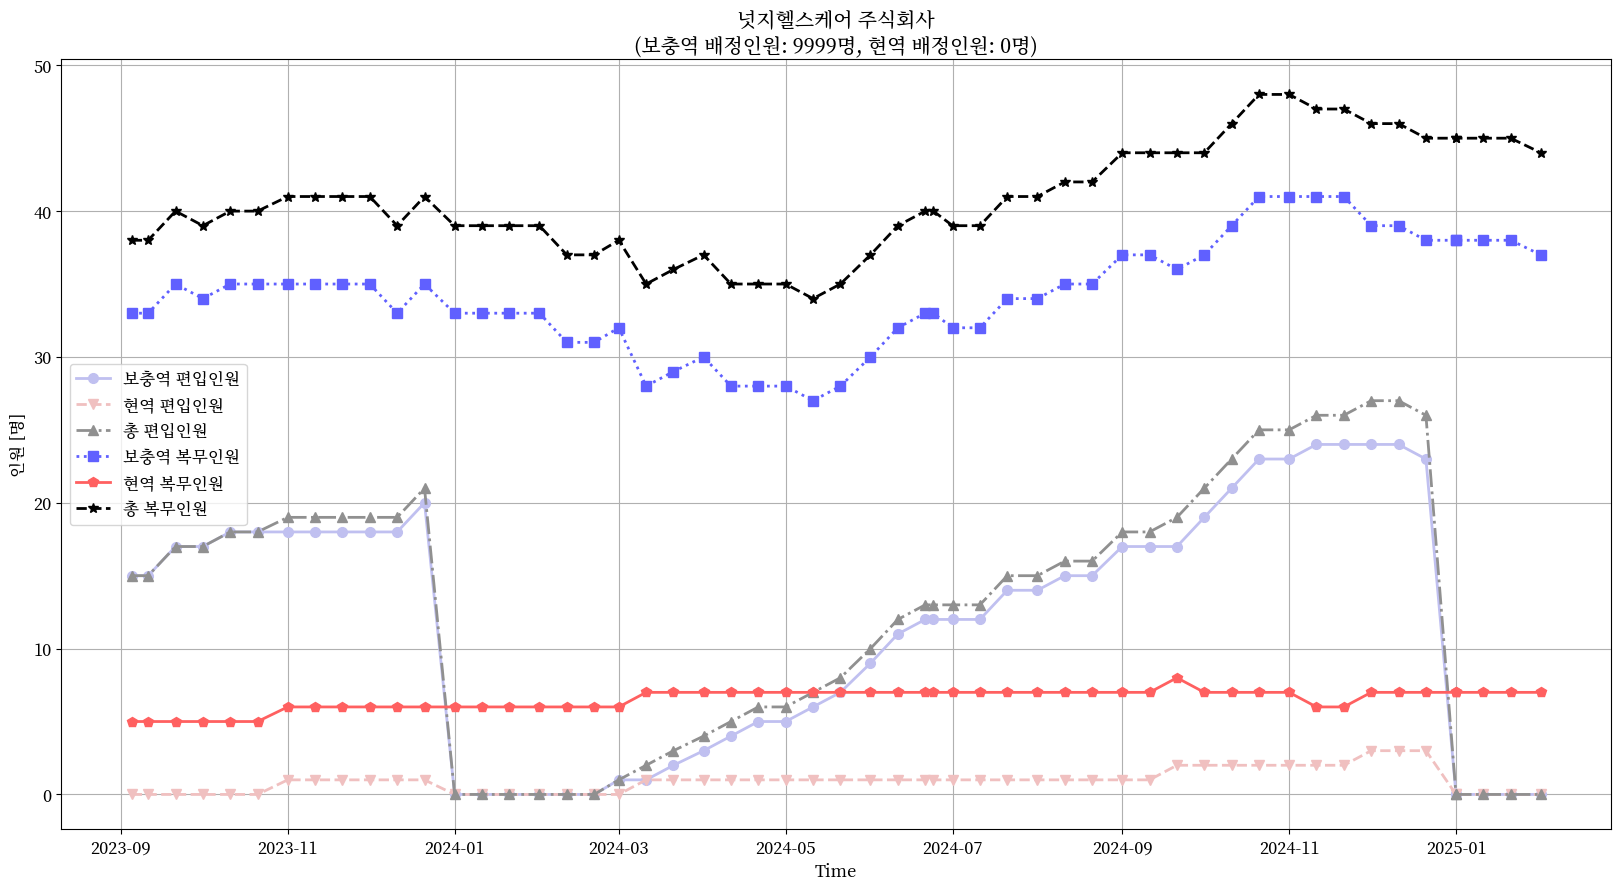 넛지헬스케어 주식회사
(보충역 배정인원: 9999명, 현역 배정인원: 0명)
50
40
30
20
10
0
인원 [명]
보충역 편입인원
현역 편입인원
총 편입인원
보충역 복무인원
현역 복무인원
총 복무인원
2023-09 2023-11 2024-01 2024-03 2024-05 2024-07 2024-09 2024-11 2025-01
Time